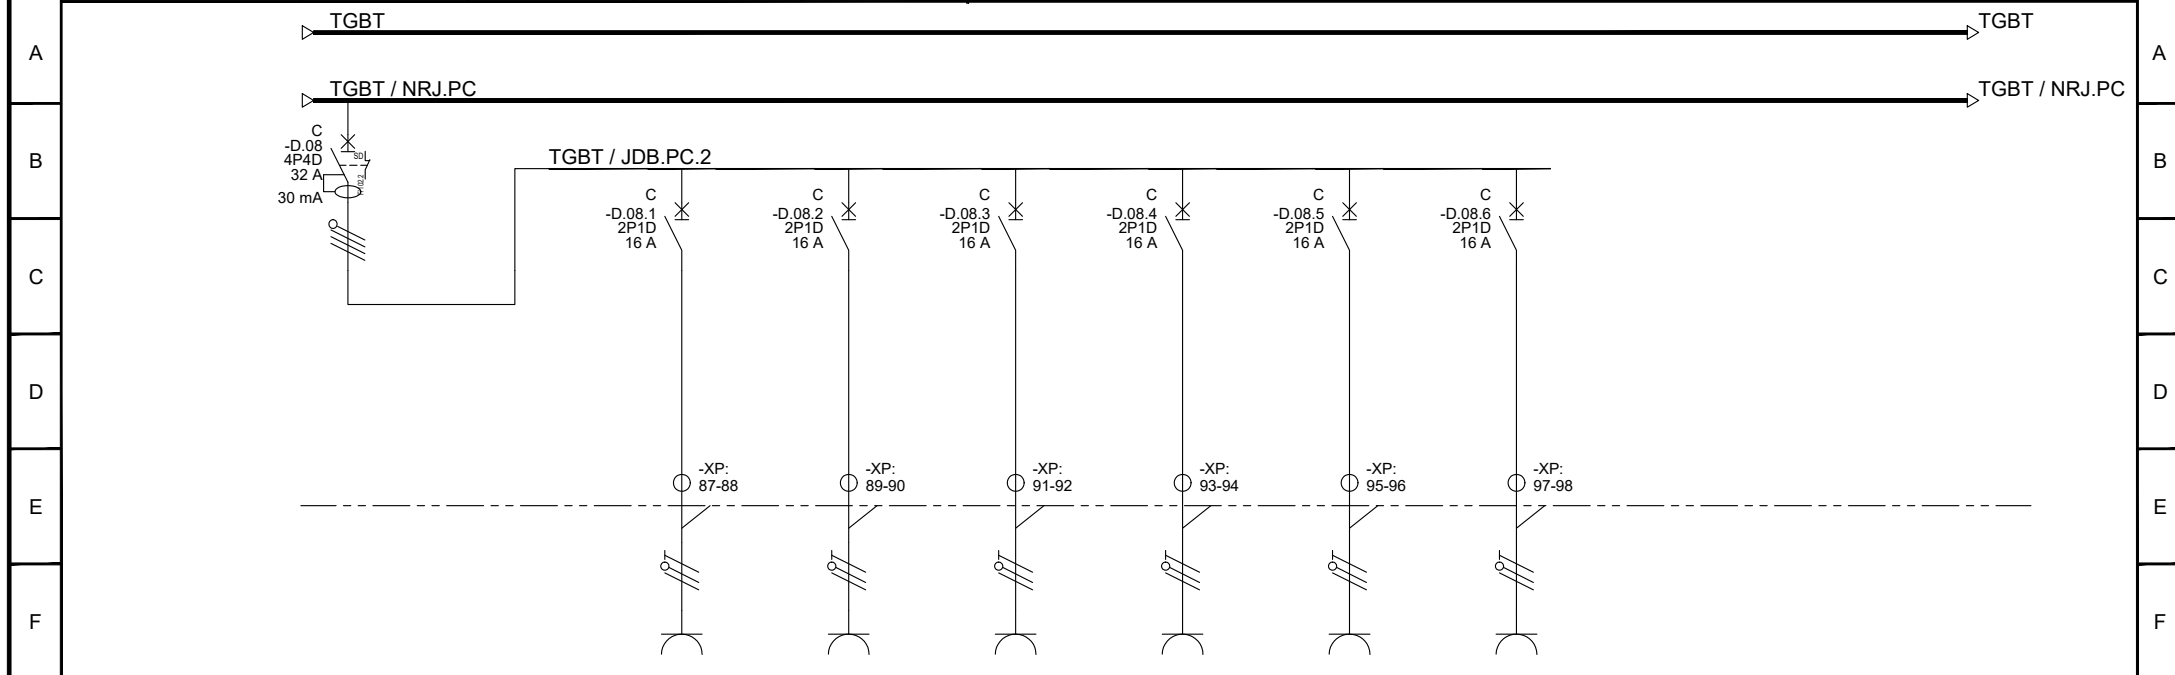 TGBT
TGBT
A
A
TGBT / NRJ.PC
TGBT / NRJ.PC
C
-D.08
4P4D
32 A
30 mA
SD
B
TGBT / JDB.PC.2
B
C
-D.08.1
2P1D
16 A
C
-D.08.2
2P1D
16 A
C
-D.08.3
2P1D
16 A
C
-D.08.4
2P1D
16 A
C
-D.08.5
2P1D
16 A
C
-D.08.6
2P1D
16 A
C
C
D
D
-XP:
87-88
-XP:
89-90
-XP:
91-92
-XP:
93-94
-XP:
95-96
-XP:
97-98
E
E
F
F